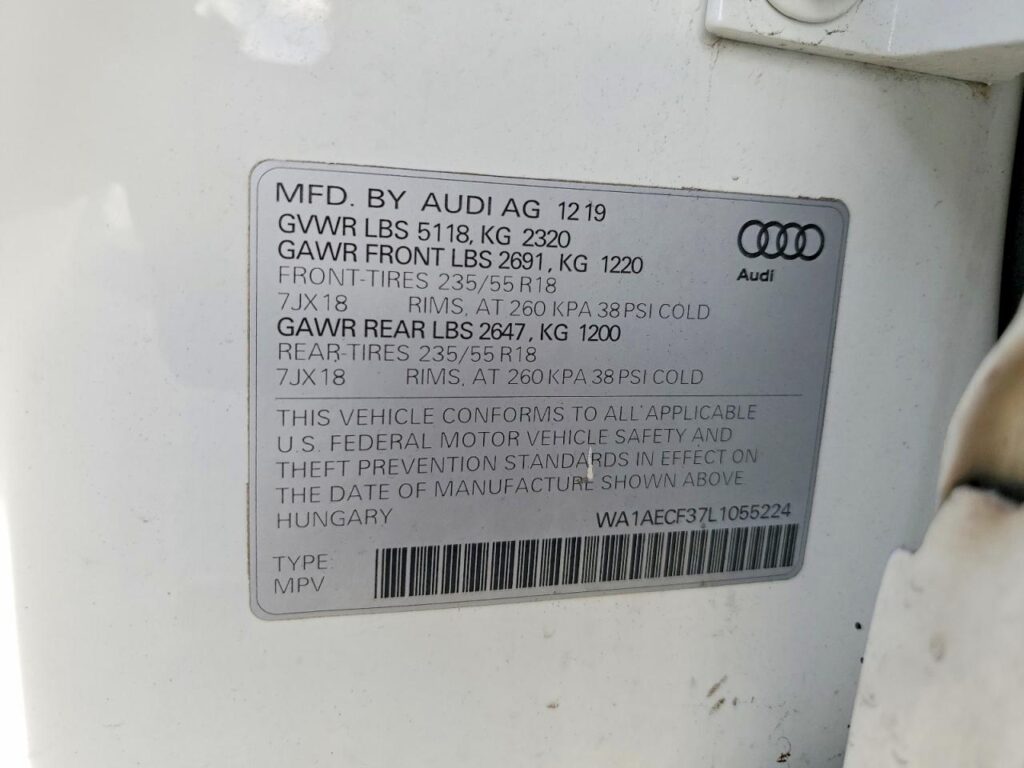 MFD. BY AUDI AG 12 19
GVWR LBS 5118, KG 2320
GAWR FRONT LBS 2691, KG 1220
FRONT-TIRES 235/55 R18
7JX18 RIMS, AT 260 KPA 38 PSI COLD
GAWR REAR LBS 2647, KG 1200
REAR-TIRES 235/55 R18
7JX18 RIMS, AT 260 KPA 38 PSI COLD
Audi
THIS VEHICLE CONFORMS TO ALL APPLICABLE
U.S. FEDERAL MOTOR VEHICLE SAFETY AND
THEFT PREVENTION STANDARDS IN EFFECT ON
THE DATE OF MANUFACTURE SHOWN ABOVE
HUNGARY WA1AECF37L1055224
TYPE:
MPV